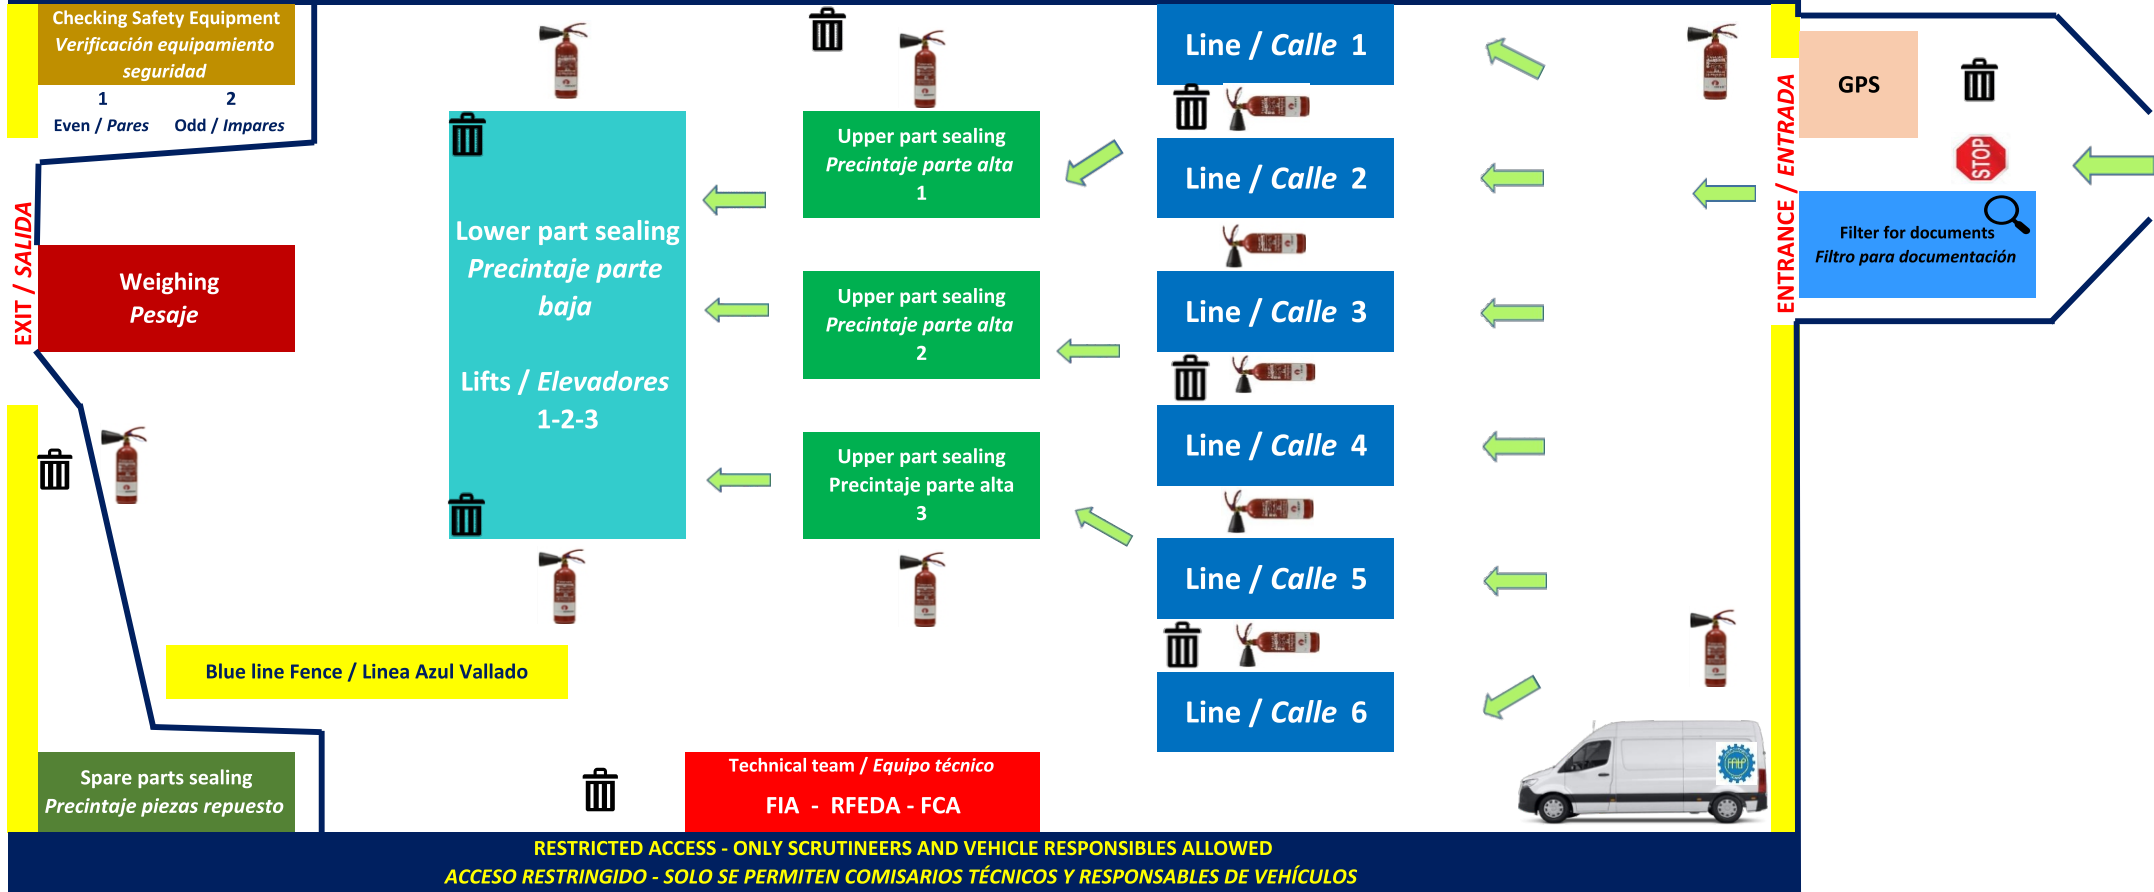 Checking Safety Equipment
Verificación equipamiento
seguridad
1 2
Even / Pares Odd / Impares
EXIT / SALIDA
Weighing
Pesaje
Spare parts sealing
Precintaje piezas repuesto
Blue line Fence / Linea Azul Vallado
Lower part sealing
Precintaje parte
baja
Lifts / Elevadores
1-2-3
Upper part sealing
Precintaje parte alta
1
Upper part sealing
Precintaje parte alta
2
Upper part sealing
Precintaje parte alta
3
Technical team / Equipo técnico
FIA - RFEDA - FCA
Line / Calle 1
Line / Calle 2
Line / Calle 3
Line / Calle 4
Line / Calle 5
Line / Calle 6
ENTRANCE / ENTRADA
GPS
STOP
Filter for documents
Filtro para documentación
RESTRICTED ACCESS - ONLY SCRUTINEERS AND VEHICLE RESPONSIBLES ALLOWED
ACCESO RESTRINGIDO - SOLO SE PERMITEN COMISARIOS TÉCNICOS Y RESPONSABLES DE VEHÍCULOS